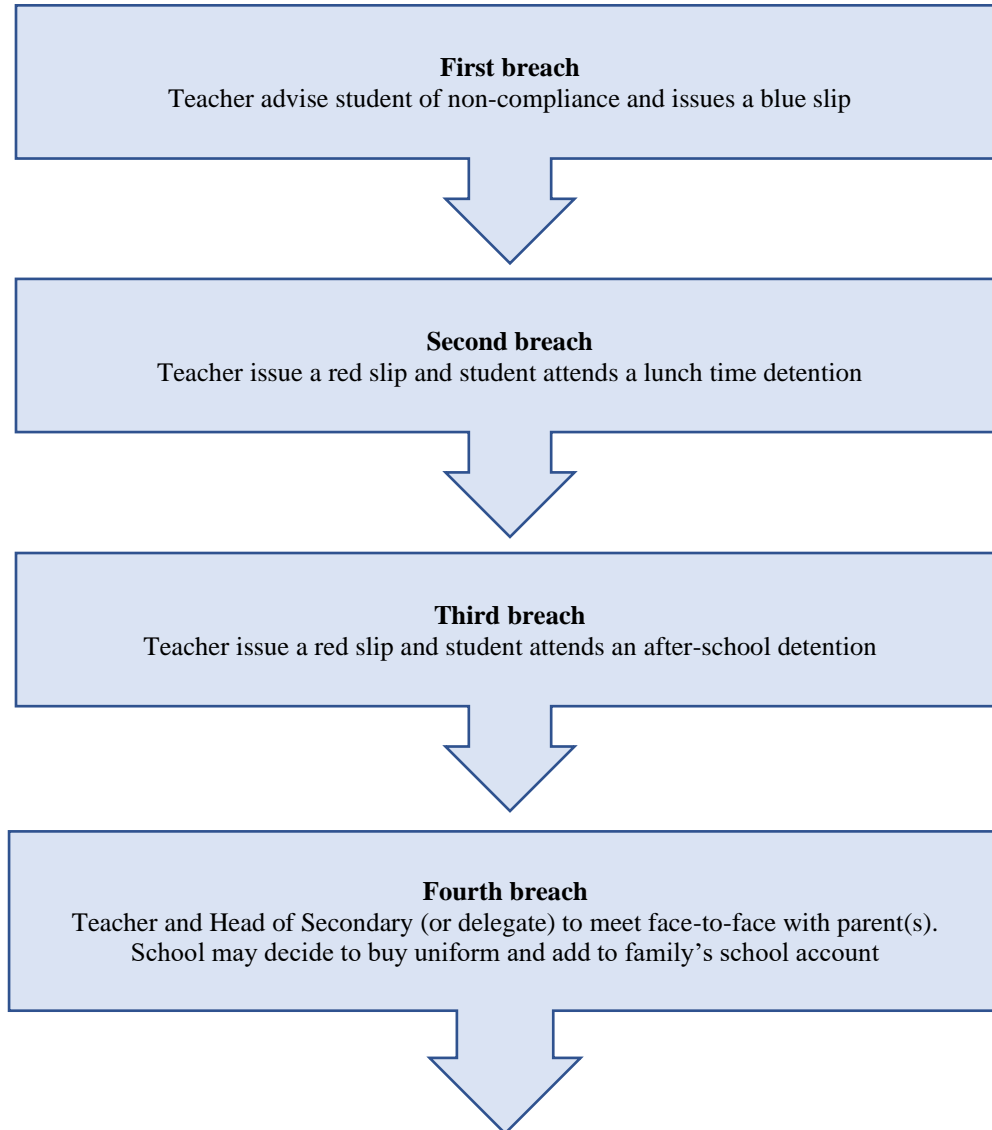 First breach
Teacher advise student of non-compliance and issues a blue slip
Second breach
Teacher issue a red slip and student attends a lunch time detention
Third breach
Teacher issue a red slip and student attends an after-school detention
Fourth breach
Teacher and Head of Secondary (or delegate) to meet face-to-face with parent(s).
School may decide to buy uniform and add to family’s school account